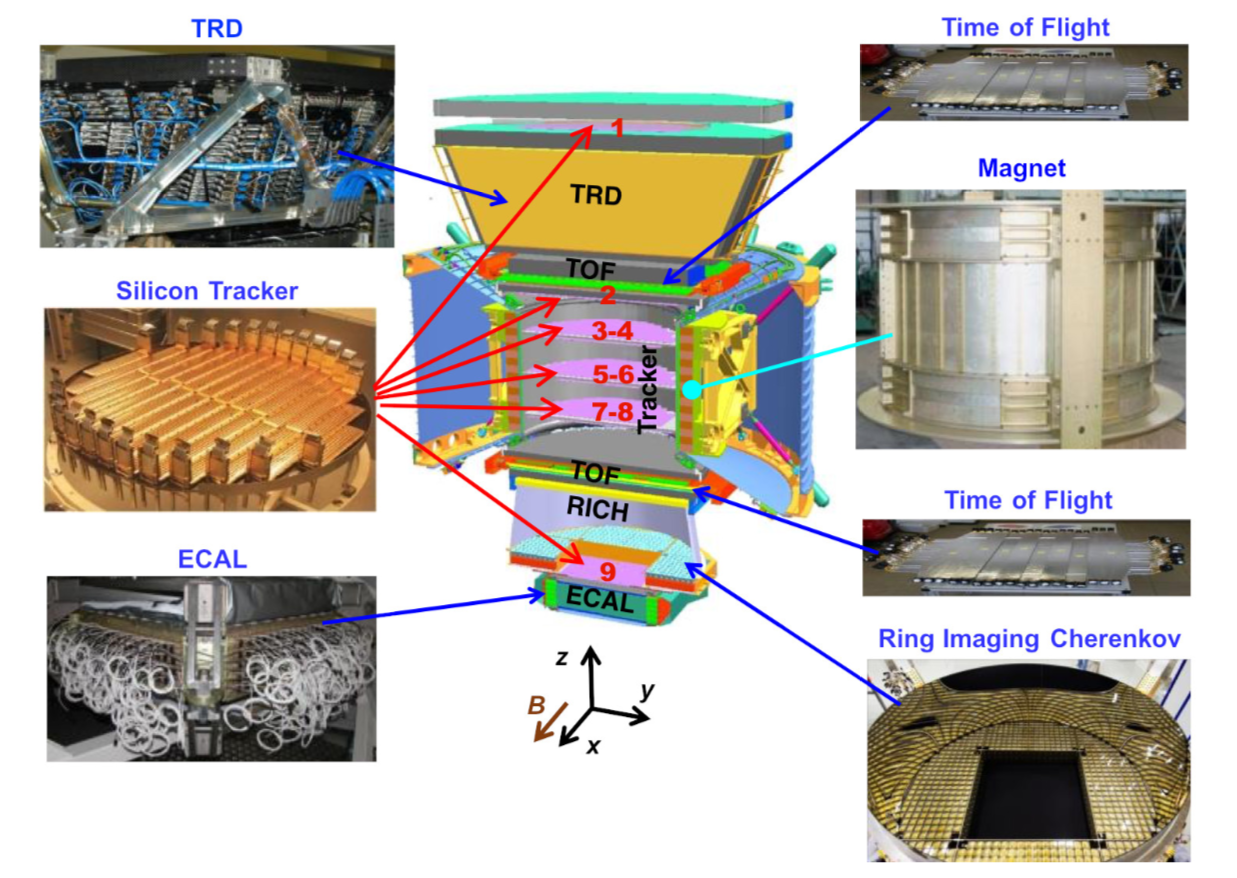 TRD
Time of Flight
1
Magnet
TRD
TOF
Silicon Tracker
2
3-4
5-6
Tracker
7-8
TOF
RICH
Time of Flight
ECAL
9
ECAL
Ring Imaging Cherenkov
z
y
B
x